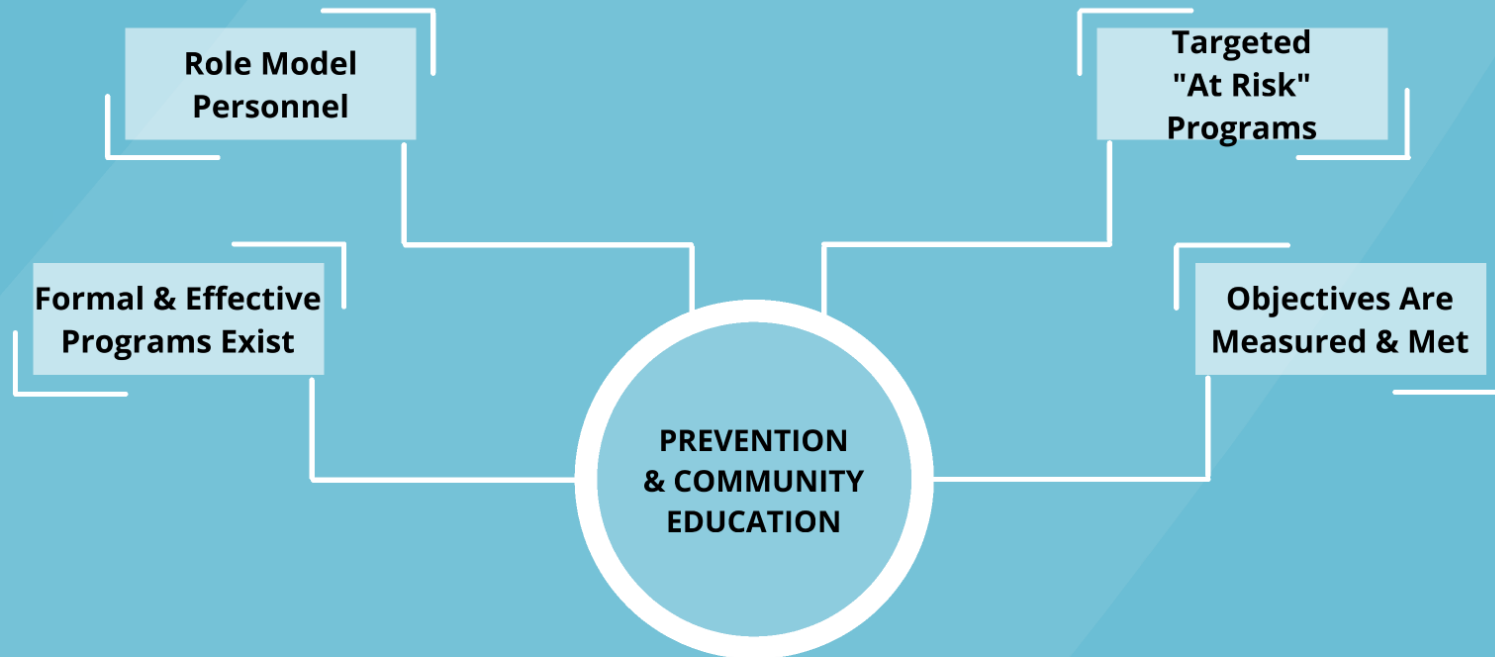 Role Model
Personnel
Targeted
"At Risk"
Programs
Formal & Effective
Programs Exist
Objectives Are
Measured & Met
PREVENTION
& COMMUNITY
EDUCATION